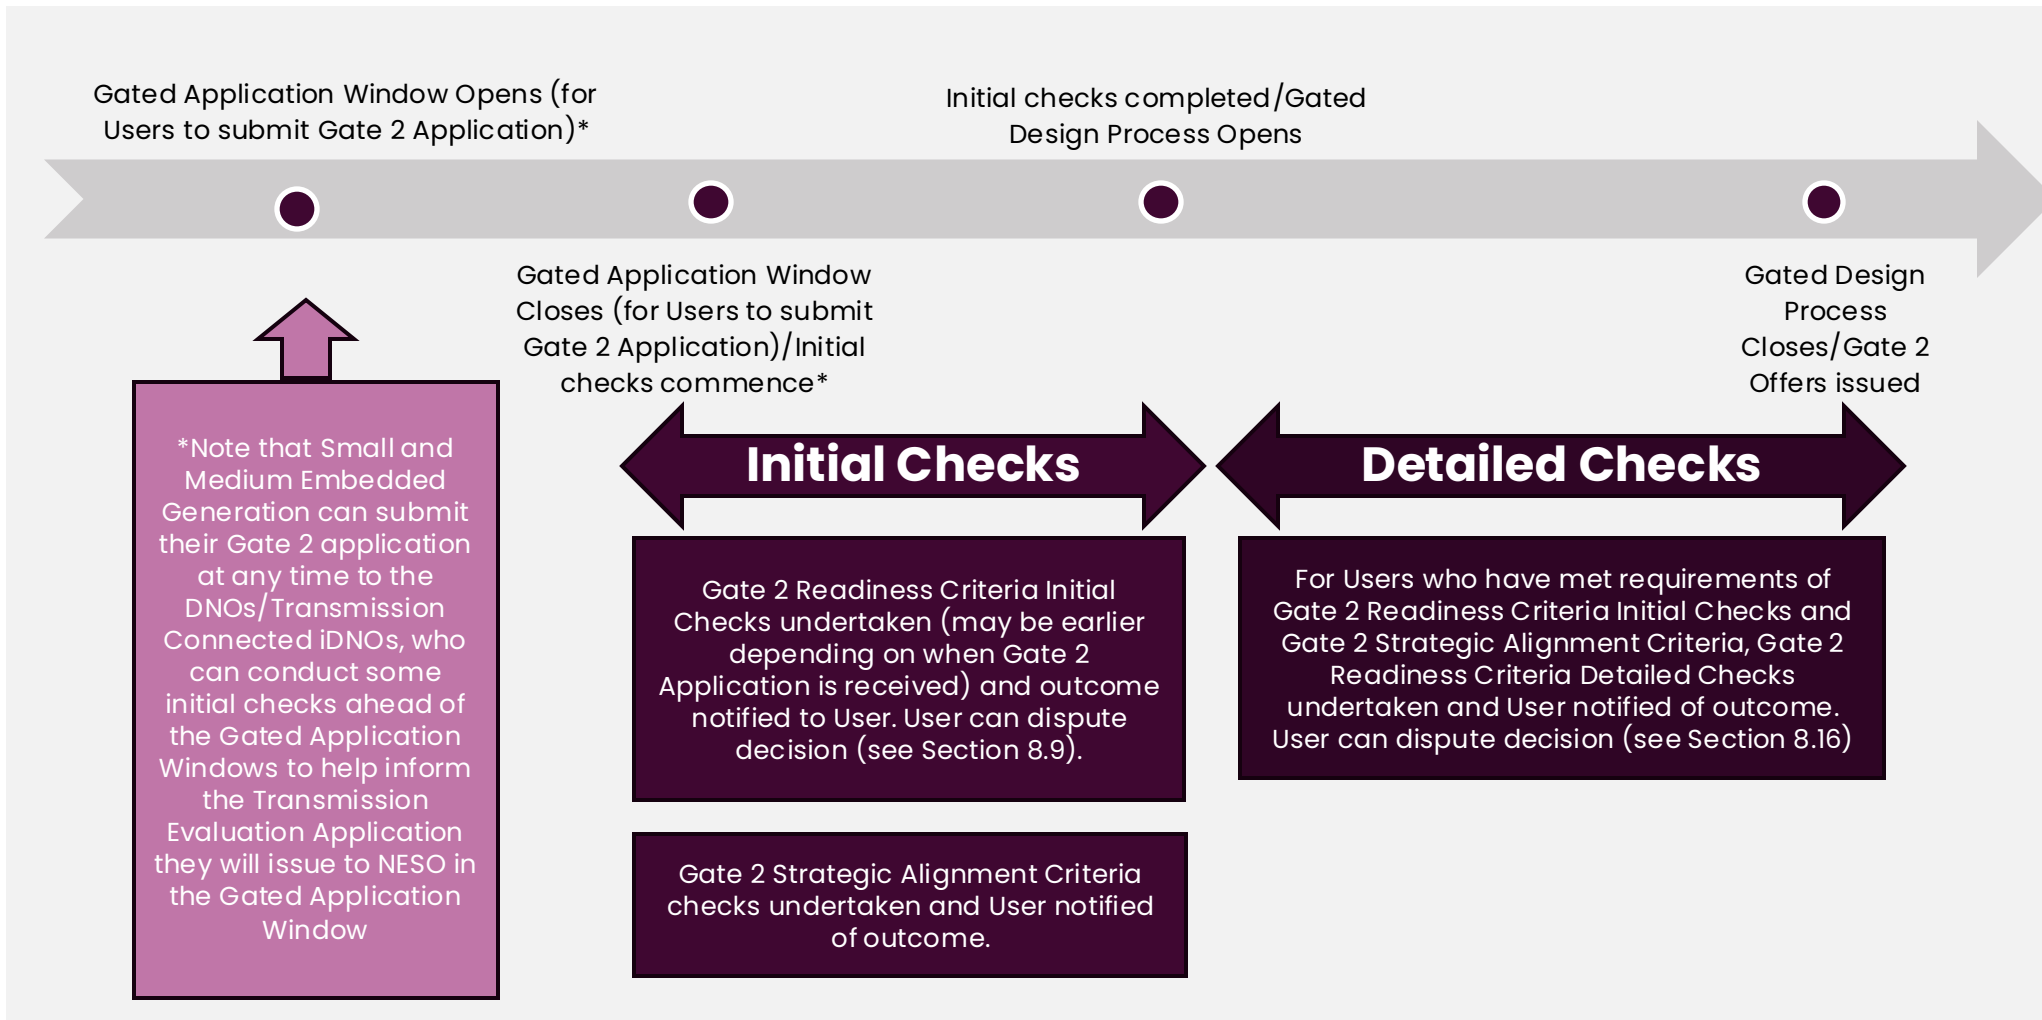 Gated Application Window Opens (for
Users to submit Gate 2 Application)*
Initial checks completed/Gated
Design Process Opens
Gated Application Window
Closes (for Users to submit
Gate 2 Application)/Initial
checks commence*
Gated Design
Process
Closes/Gate 2
Offers issued
*Note that Small and
Medium Embedded
Generation can submit
their Gate 2 application
at any time to the
DNOs/Transmission
Connected iDNOs, who
can conduct some
initial checks ahead of
the Gated Application
Windows to help inform
the Transmission
Evaluation Application
they will issue to NESO in
the Gated Application
Window
Initial Checks
Gate 2 Readiness Criteria Initial
Checks undertaken (may be earlier
depending on when Gate 2
Application is received) and outcome
notified to User. User can dispute
decision (see Section 8.9).
Gate 2 Strategic Alignment Criteria
checks undertaken and User notified
of outcome.
Detailed Checks
For Users who have met requirements of
Gate 2 Readiness Criteria Initial Checks and
Gate 2 Strategic Alignment Criteria, Gate 2
Readiness Criteria Detailed Checks
undertaken and User notified of outcome.
User can dispute decision (see Section 8.16)